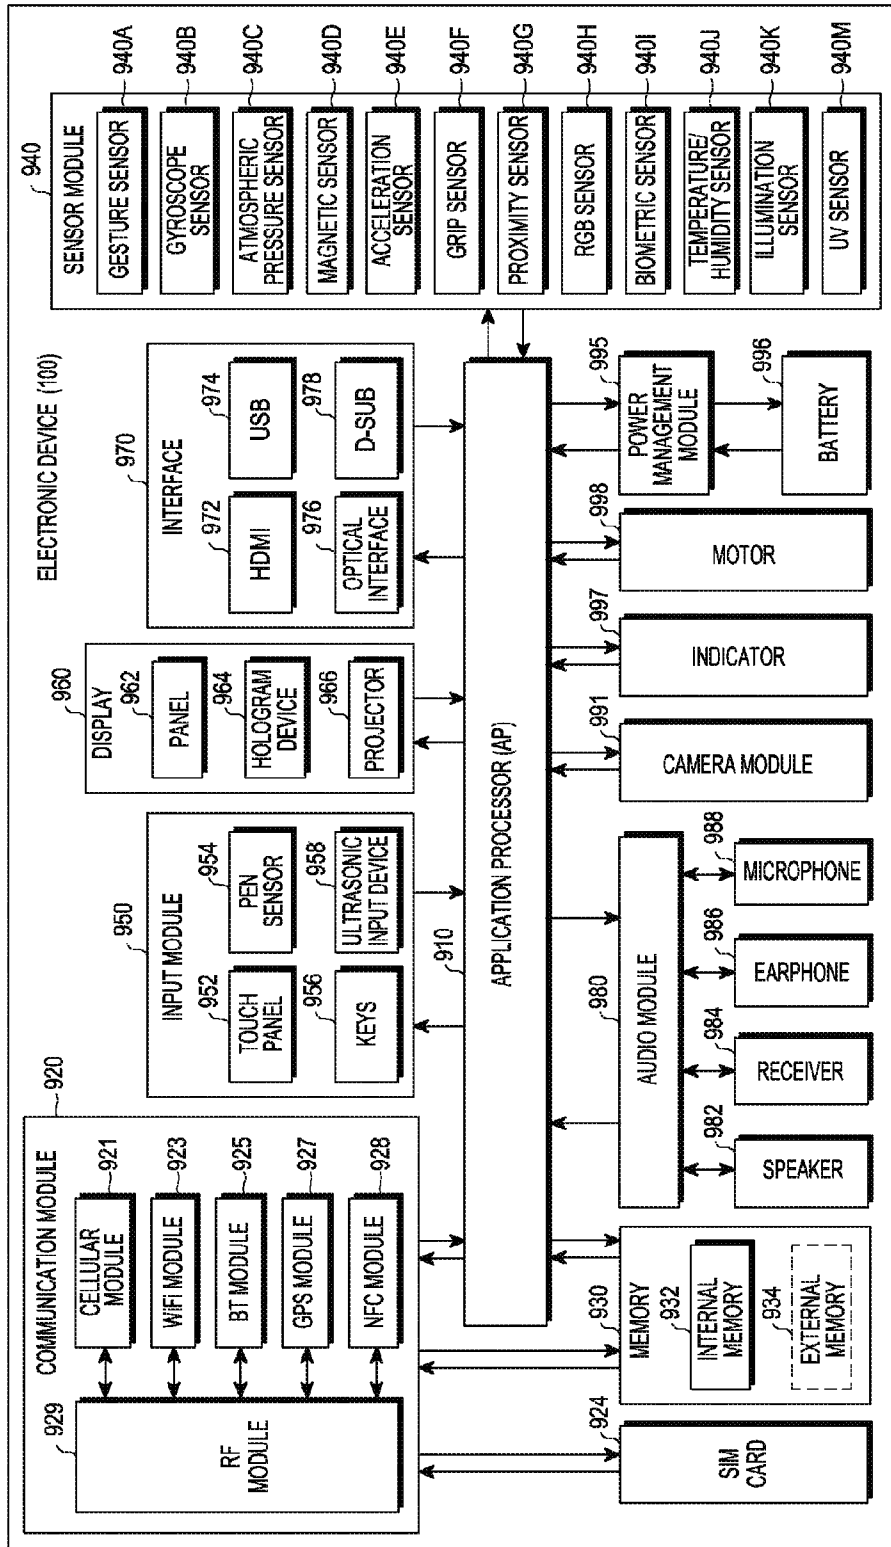 ELECTRONIC DEVICE (100)
920
COMMUNICATION MODULE
929
RF
MODULE
921
CELLULAR
MODULE
923
WiFi MODULE
925
BT MODULE
927
GPS MODULE
928
NFC MODULE
950
INPUT MODULE
952
TOUCH
PANEL
954
PEN
SENSOR
956
KEYS
958
ULTRASONIC
INPUT DEVICE
960
DISPLAY
962
PANEL
964
HOLOGRAM
DEVICE
966
PROJECTOR
970
INTERFACE
972
HDMI
974
USB
976
OPTICAL
INTERFACE
978
D-SUB
940
SENSOR MODULE
GESTURE SENSOR
940A
GYROSCOPE
SENSOR
940B
ATMOSPHERIC
PRESSURE SENSOR
940C
MAGNETIC SENSOR
940D
ACCELERATION
SENSOR
940E
GRIP SENSOR
940F
PROXIMITY SENSOR
940G
RGB SENSOR
940H
BIOMETRIC SENSOR
940I
TEMPERATURE/
HUMIDITY SENSOR
940J
ILLUMINATION
SENSOR
940K
UV SENSOR
940M
910
APPLICATION PROCESSOR (AP)
924
SIM
CARD
930
MEMORY
932
INTERNAL
MEMORY
934
EXTERNAL
MEMORY
980
AUDIO MODULE
982
SPEAKER
984
RECEIVER
986
EARPHONE
988
MICROPHONE
991
CAMERA MODULE
997
INDICATOR
998
MOTOR
995
POWER
MANAGEMENT
MODULE
996
BATTERY